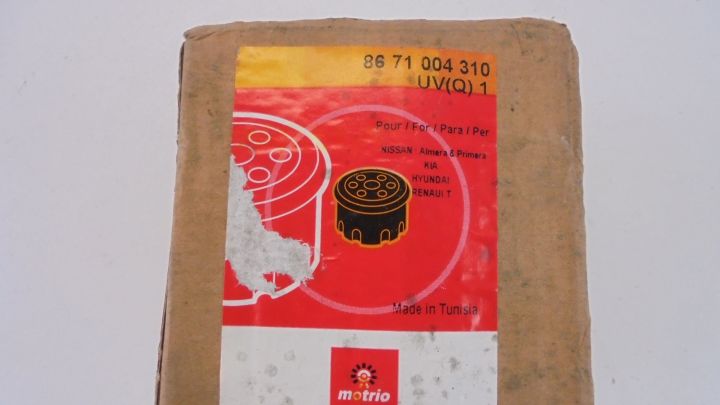 86 71 004 310
UV(Q) 1
Pour / For / Para / Per
NISSAN : Almera & Primera
KIA
HYUNDAI
RENAULT
Made in Tunisia
motrio